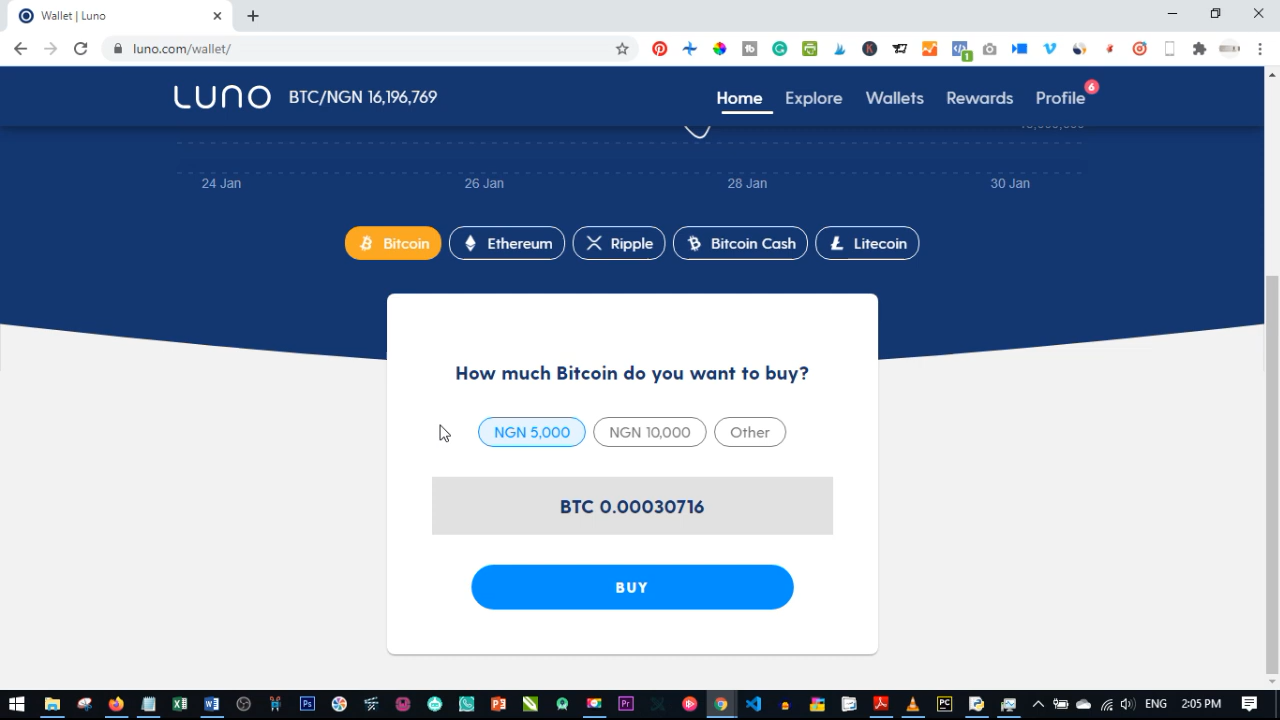 Wallet | Luno
luno.com/wallet/
1
LUNO
BTC/NGN 16,196,769
Home
Explore
Wallets
Rewards
Profile
6
24 Jan
26 Jan
28 Jan
30 Jan
Bitcoin
Ethereum
Ripple
Bitcoin Cash
Litecoin
How much Bitcoin do you want to buy?
NGN 5,000
NGN 10,000
Other
BTC 0.00030716
BUY
ENG
2:05 PM